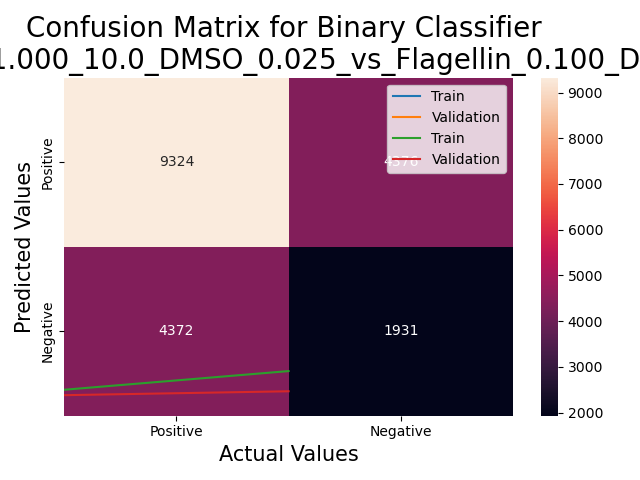 Confusion Matrix for Binary Classifier
1.000_10.0_DMSO_0.025_vs_Flagellin_0.100_D
Train
Validation
Train
Validation
9324
4376
4372
1931
Positive
Negative
Predicted Values
Positive
Negative
Actual Values
9000
8000
7000
6000
5000
4000
3000
2000